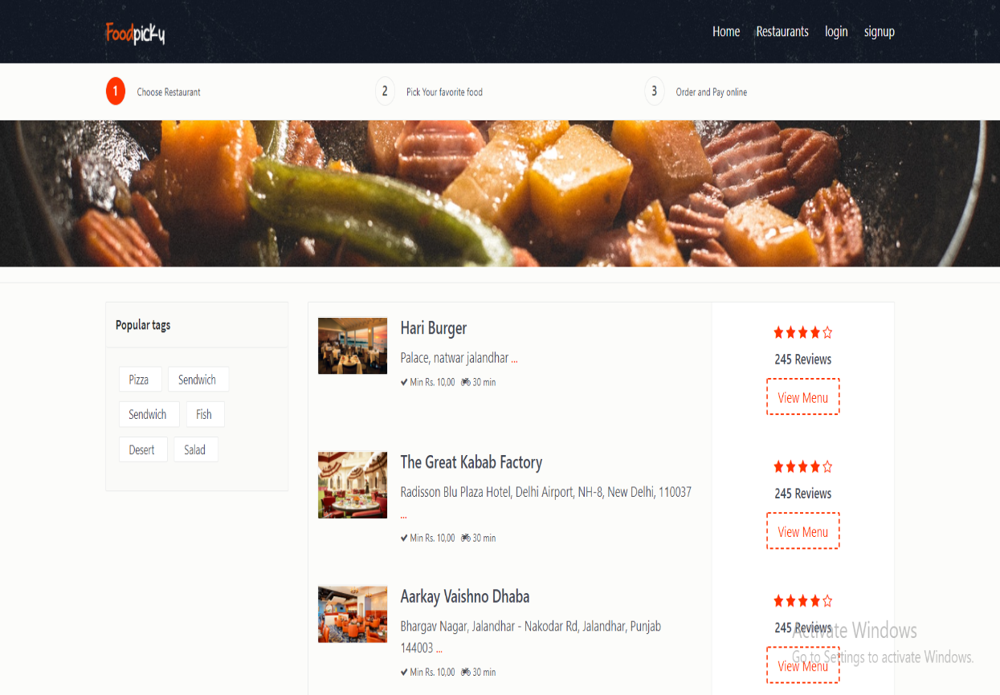 Foodpicky
Home Restaurants login signup
1 Choose Restaurant
2 Pick Your favorite food
3 Order and Pay online
Popular tags
Pizza Sendwich
Sendwich Fish
Desert Salad
Hari Burger
Palace, natwar jalandhar ...
Min Rs. 10,00 30 min
245 Reviews
View Menu
The Great Kabab Factory
Radisson Blu Plaza Hotel, Delhi Airport, NH-8, New Delhi, 110037
...
Min Rs. 10,00 30 min
245 Reviews
View Menu
Aarkay Vaishno Dhaba
Bhargav Nagar, Jalandhar - Nakodar Rd, Jalandhar, Punjab
144003 ...
Min Rs. 10,00 30 min
245 Reviews
View Menu
Activate Windows
Go to Settings to activate Windows.